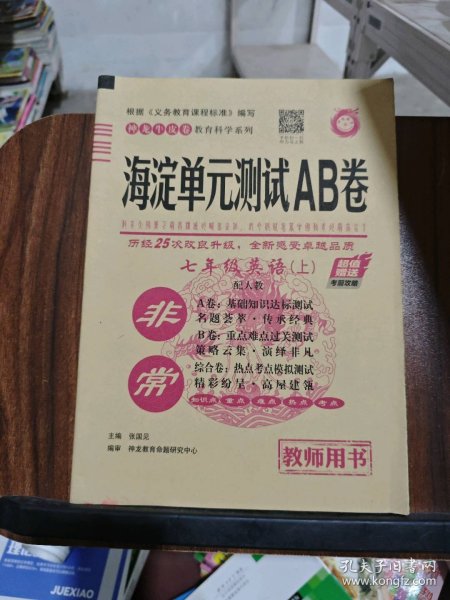 根据《义务教育课程标准》编写
神龙牛皮卷 教育科学系列
海淀单元测试AB卷
历经25次改良升级，全新感受卓越品质
七年级英语(上)
超值赠送
考前攻略
配人教
非常
A卷：基础知识达标测试
名题荟萃·传承经典
B卷：重点难点过关测试
策略云集·演绎非凡
综合卷：热点考点模拟测试
精彩纷呈·高屋建瓴
知识点 重点 难点 热点 考点
主编 张国见
编审 神龙教育命题研究中心
教师用书
JUEXIAO
孔夫子旧书网
www.kongfz.com